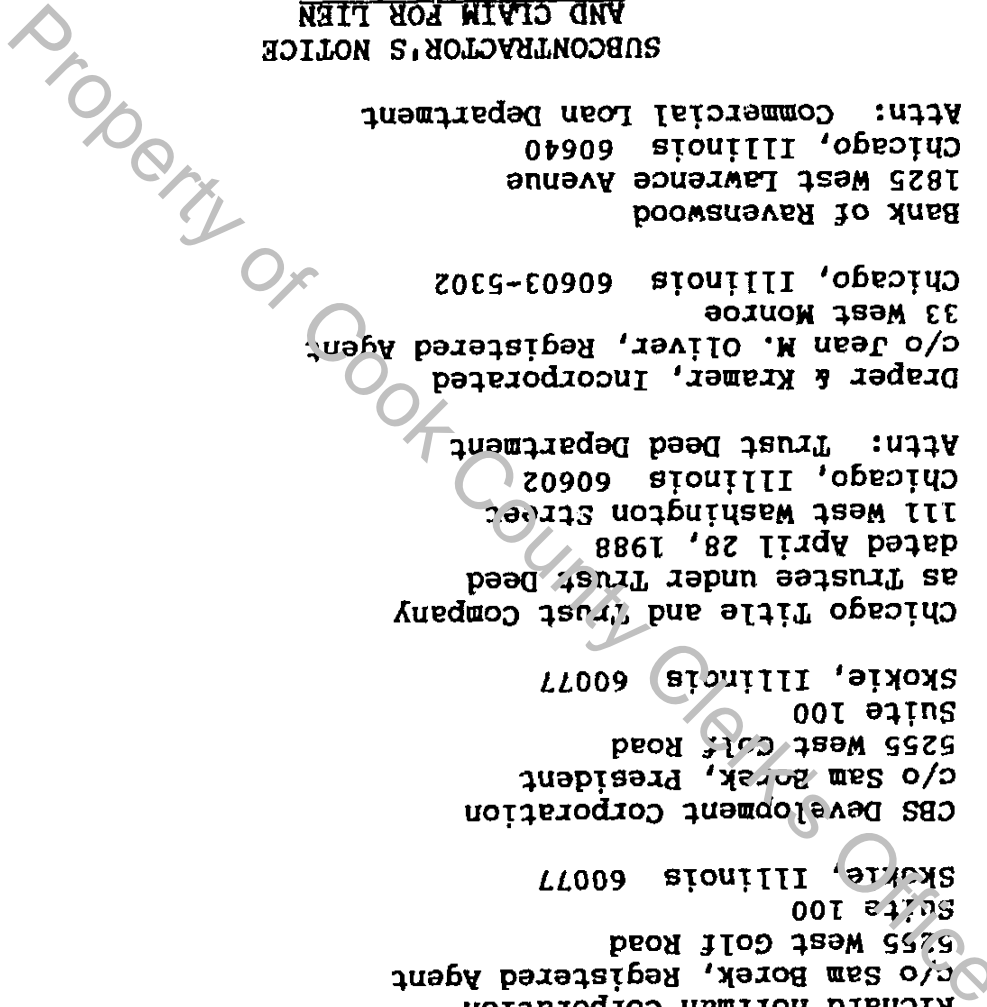 Richard Hoffman Corporation
c/o Sam Borek, Registered Agent
5255 West Golf Road
Suite 100
Skokie, Illinois  60077
CBS Development Corporation
c/o Sam Borek, President
5255 West Golf Road
Suite 100
Skokie, Illinois  60077
Chicago Title and Trust Company
as Trustee under Trust Deed
dated April 28, 1988
111 West Washington Street
Chicago, Illinois  60602
Attn:  Trust Deed Department
Draper & Kramer, Incorporated
c/o Jean M. Oliver, Registered Agent
33 West Monroe
Chicago, Illinois  60603-5302
Bank of Ravenswood
1825 West Lawrence Avenue
Chicago, Illinois  60640
Attn:  Commercial Loan Department
SUBCONTRACTOR'S NOTICE
AND CLAIM FOR LIEN
Property of Cook County Clerk's Office